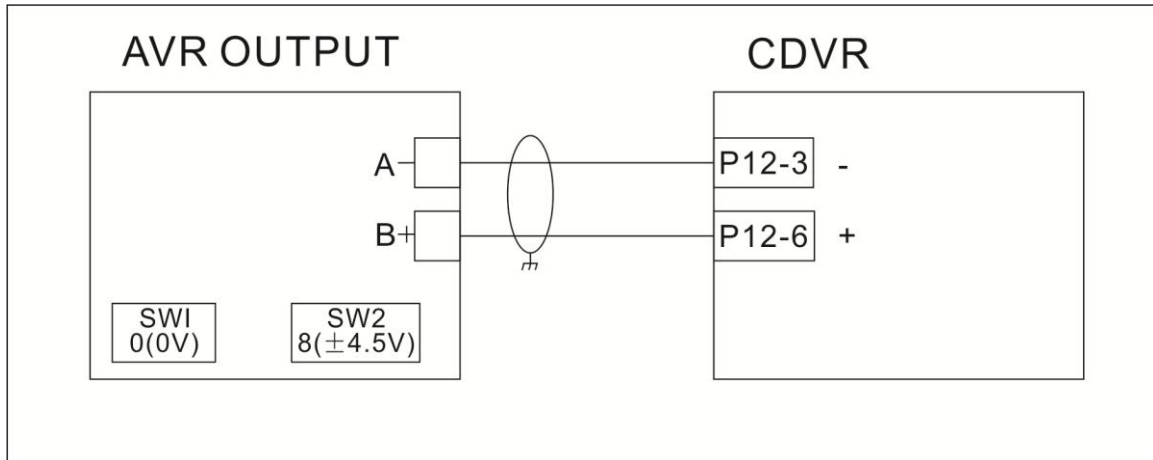 AVR OUTPUT
CDVR
A-
P12-3 -
B+
P12-6 +
SWI
0(0V)
SW2
8(±4.5V)